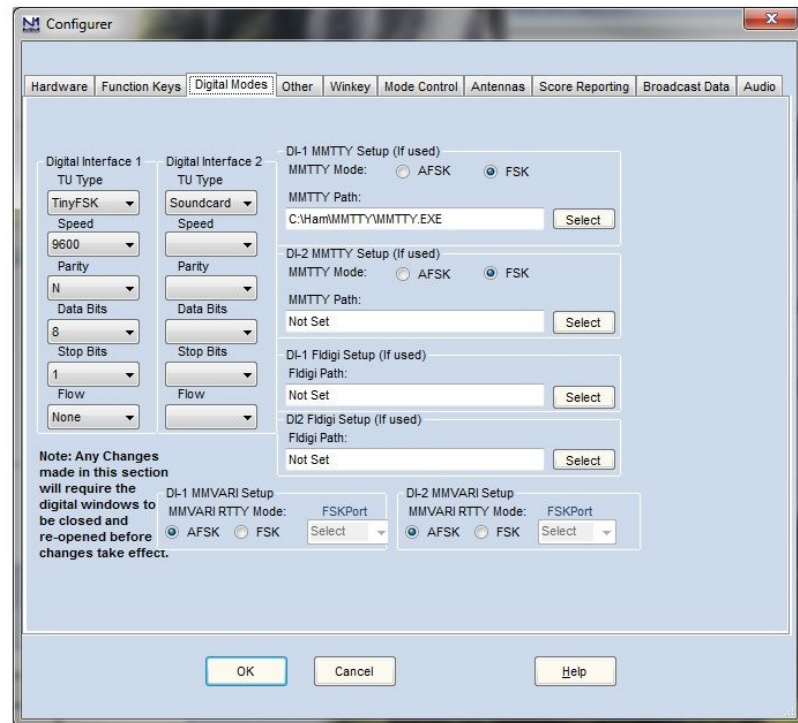 N1 Configurer
Hardware Function Keys Digital Modes Other Winkey Mode Control Antennas Score Reporting Broadcast Data Audio
Digital Interface 1
TU Type
TinyFSK
Speed
9600
Parity
N
Data Bits
8
Stop Bits
1
Flow
None
Digital Interface 2
TU Type
Soundcard
Speed
Parity
Data Bits
Stop Bits
Flow
DI-1 MMTTY Setup (If used)
MMTTY Mode: AFSK FSK
MMTTY Path:
C:\Ham\MMTTY\MMTTY.EXE Select
DI-2 MMTTY Setup (If used)
MMTTY Mode: AFSK FSK
MMTTY Path:
Not Set Select
DI-1 Fldigi Setup (If used)
Fldigi Path:
Not Set Select
DI2 Fldigi Setup (If used)
Fldigi Path:
Not Set Select
Note: Any Changes
made in this section
will require the
digital windows to
be closed and
re-opened before
changes take effect.
DI-1 MMVARI Setup
MMVARI RTTY Mode: FSKPort
AFSK FSK Select
DI-2 MMVARI Setup
MMVARI RTTY Mode: FSKPort
AFSK FSK Select
OK Cancel Help